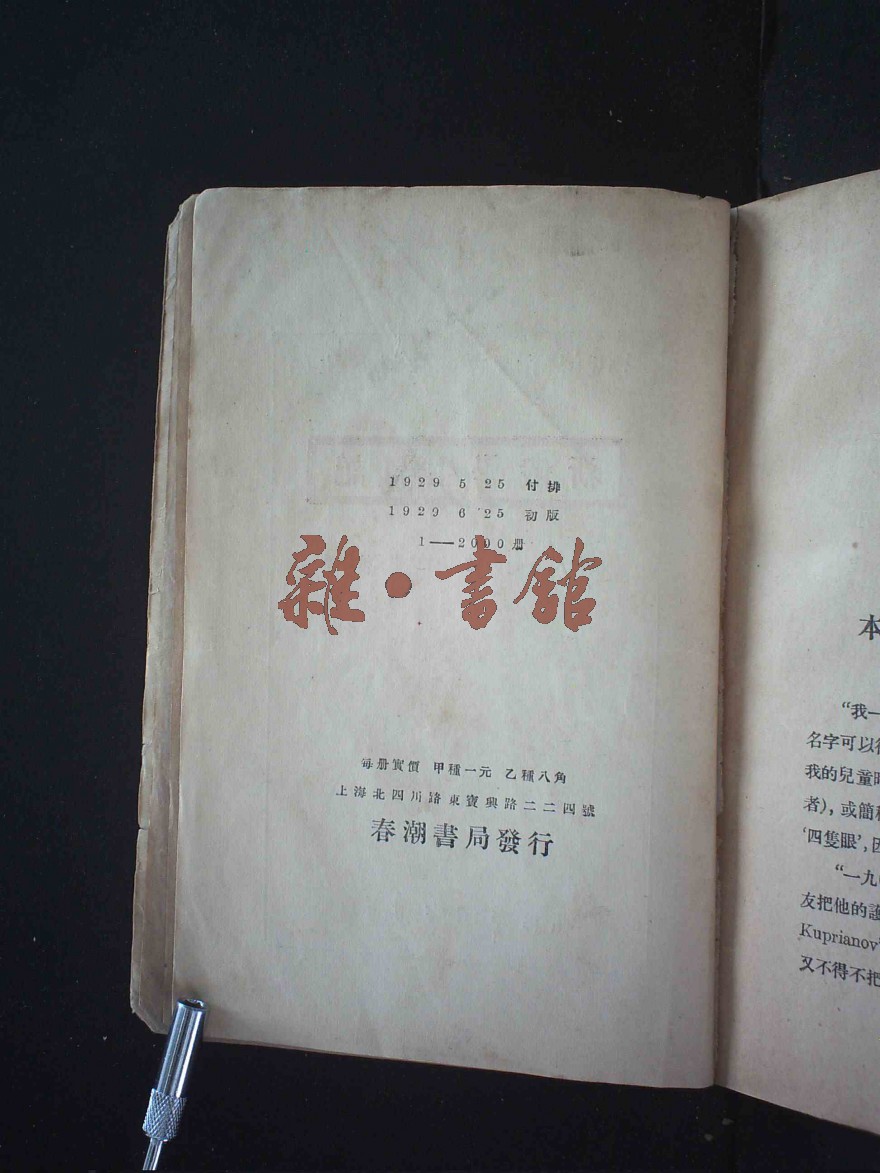 1929 5 25 付排
1929 6 25 初版
1——2000册
雜·書館
每册實價 甲種一元 乙種八角
上海北四川路東寶興路二二四號
春潮書局發行
本
“我一
名字可以
我的兒童時
者),或簡稱
‘四隻眼’,因
“一九
友把他的護
Kuprianov
又不得不把